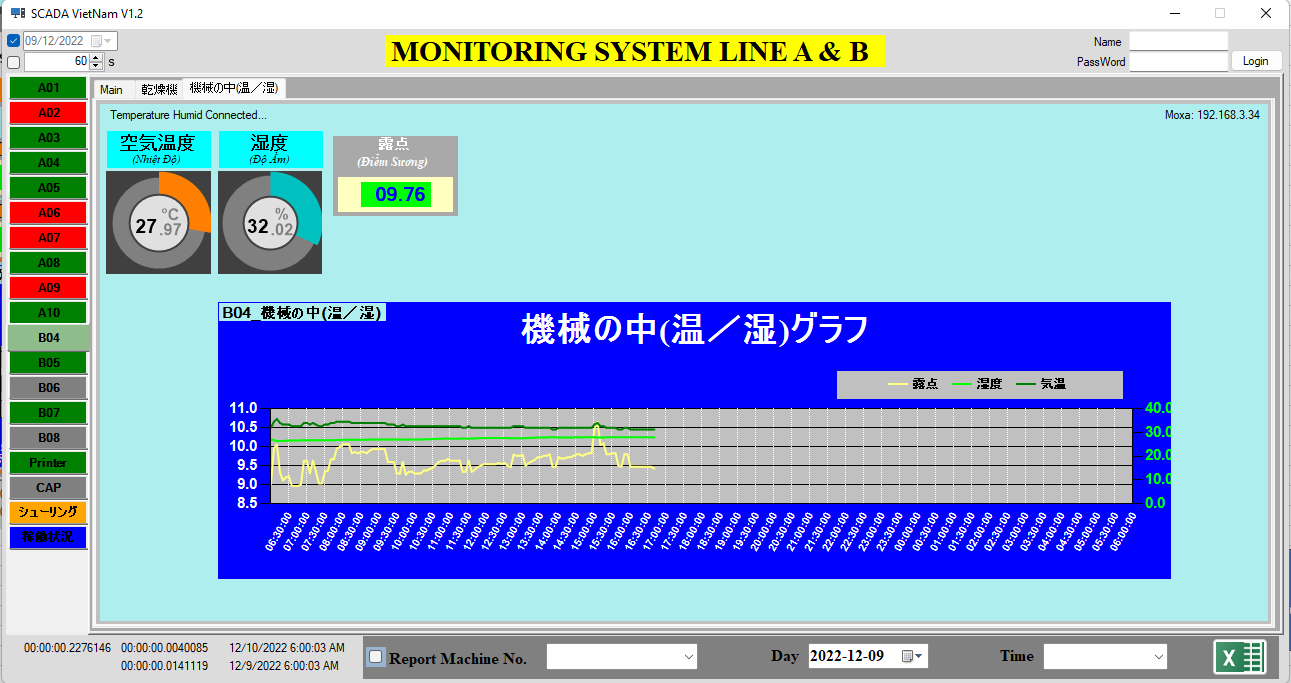 SCADA VietNam V1.2
09/12/2022
60 s
MONITORING SYSTEM LINE A & B
Name
PassWord
Login
A01
A02
A03
A04
A05
A06
A07
A08
A09
A10
B04
B05
B06
B07
B08
Printer
CAP
シューリング
稼働状況
Main 乾燥機 機械の中(温／湿)
Temperature Humid Connected...
Moxa: 192.168.3.34
空気温度
(Nhiệt Độ)
27.97 °C
湿度
(Độ Ẩm)
32.02 %
露点
(Điểm Sương)
09.76
B04_機械の中(温／湿)
機械の中(温／湿)グラフ
露点 湿度 気温
11.0
10.5
10.0
9.5
9.0
8.5
40.0
30.0
20.0
10.0
0.0
06:30:00 07:00:00 07:30:00 08:00:00 08:30:00 09:00:00 09:30:00 10:00:00 10:30:00 11:00:00 11:30:00 12:00:00 12:30:00 13:00:00 13:30:00 14:00:00 14:30:00 15:00:00 15:30:00 16:00:00 16:30:00 17:00:00 17:30:00 18:00:00 18:30:00 19:00:00 19:30:00 20:00:00 20:30:00 21:00:00 21:30:00 22:00:00 22:30:00 23:00:00 23:30:00 00:00:00 00:30:00 01:00:00 01:30:00 02:00:00 02:30:00 03:00:00 03:30:00 04:00:00 04:30:00 05:00:00 05:30:00 06:00:00
00:00:00.2276146 00:00:00.0040085 12/10/2022 6:00:03 AM
00:00:00.0141119 12/9/2022 6:00:03 AM
Report Machine No.
Day 2022-12-09
Time
X